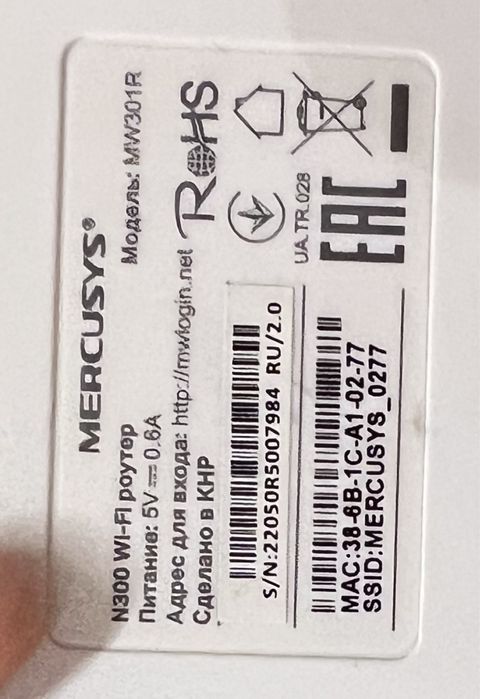 MERCUSYS®
N300 Wi-Fi роутер Модель: MW301R
Питание: 5V⎓0.6A
Адрес для входа: http://mwlogin.net
Сделано в КНР
RoHS
S/N:22050R5007984 RU/2.0
UA.TR.028
EAC
MAC:38-6B-1C-A1-02-77
SSID:MERCUSYS_0277